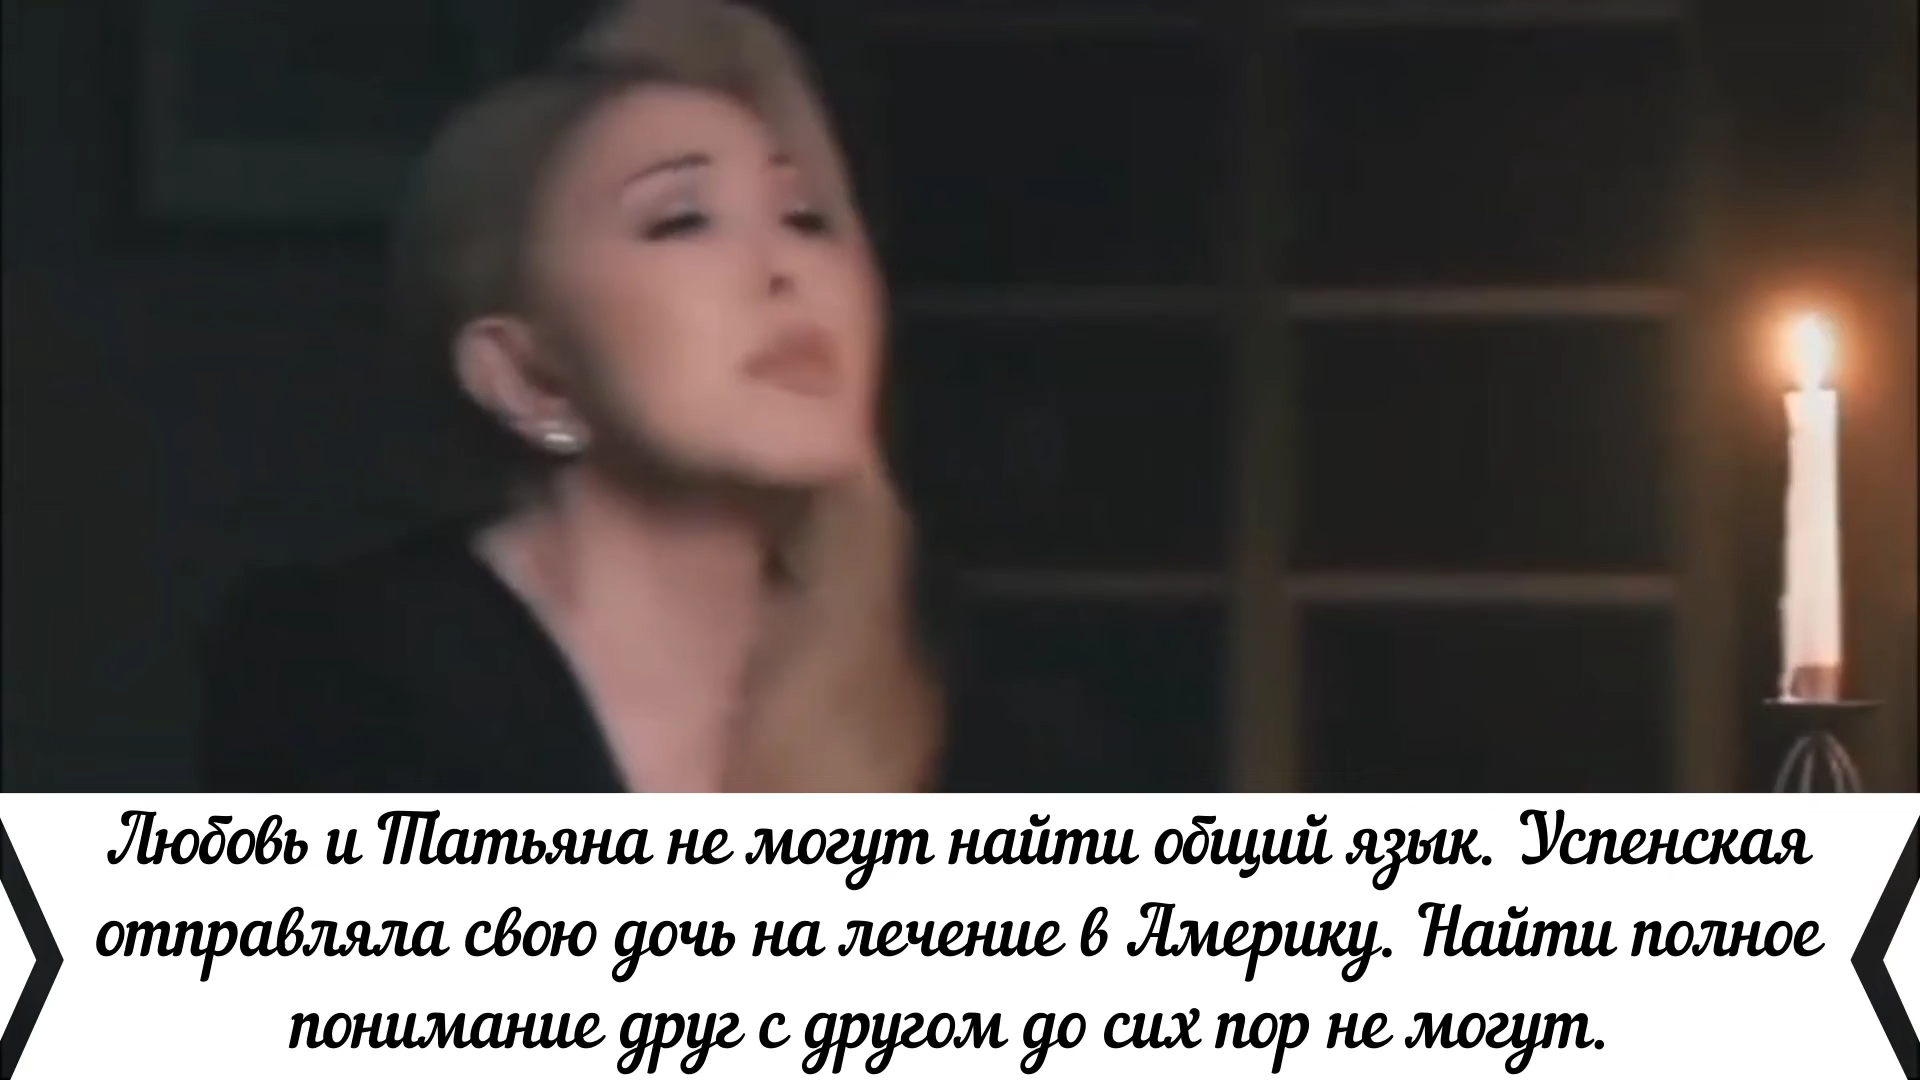 Любовь и Татьяна не могут найти общий язык. Успенская
отправляла свою дочь на лечение в Америку. Найти полное
понимание друг с другом до сих пор не могут.